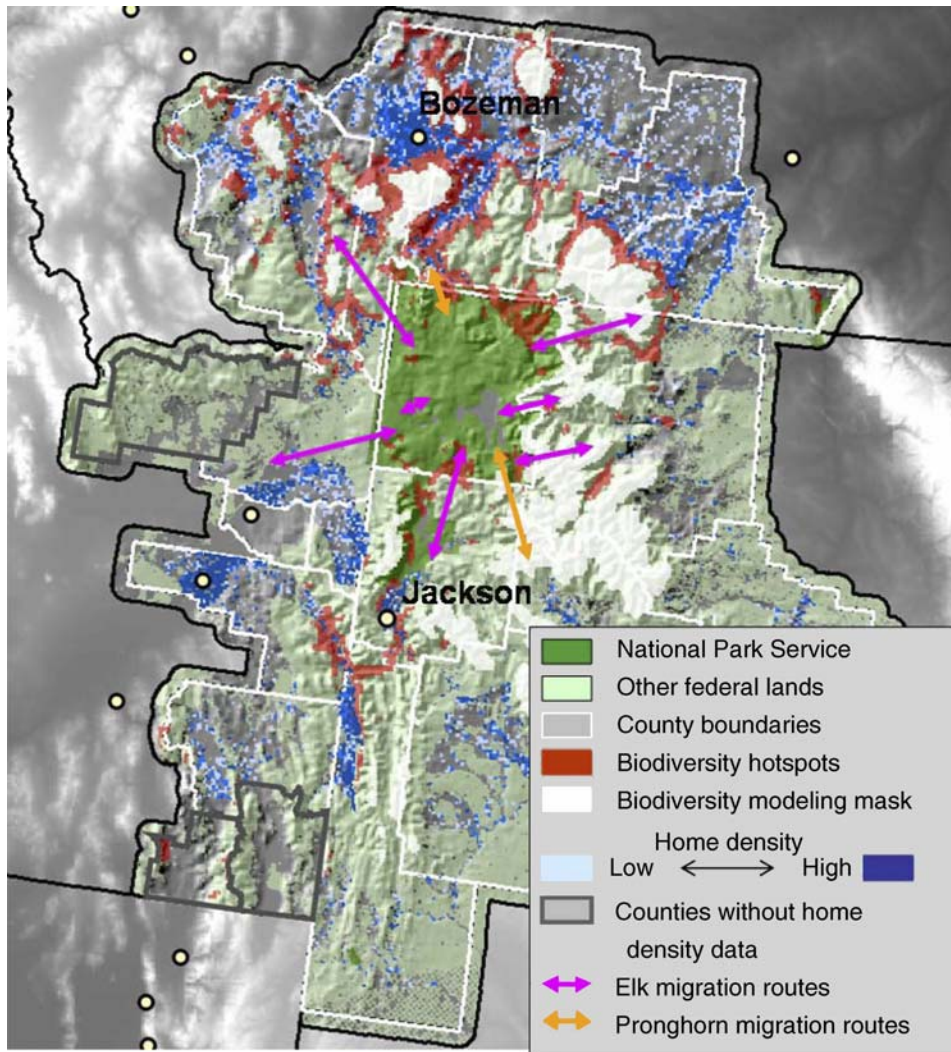 Bozeman
Jackson
National Park Service
Other federal lands
County boundaries
Biodiversity hotspots
Biodiversity modeling mask
Home density
Low High
Counties without home
density data
Elk migration routes
Pronghorn migration routes